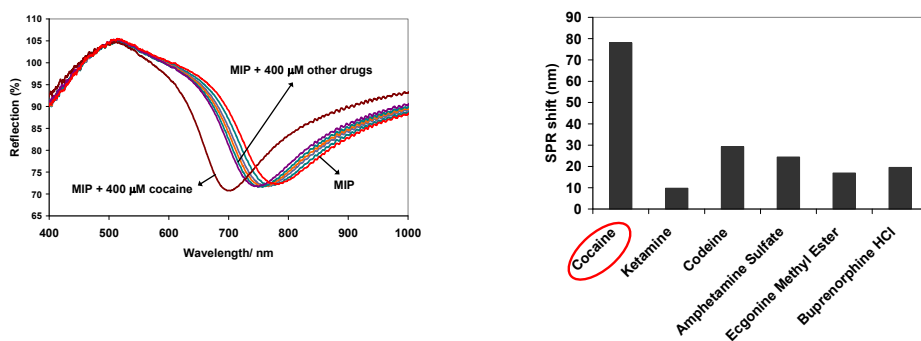 110
105
100
95
90
85
80
75
70
65
Reflection (%)
MIP + 400 µM other drugs
MIP + 400 µM cocaine
MIP
400 500 600 700 800 900 1000
Wavelength/ nm
90
80
70
60
50
40
30
20
10
0
SPR shift (nm)
Cocaine
Ketamine
Codeine
Amphetamine Sulfate
Ecgonine Methyl Ester
Buprenorphine HCl